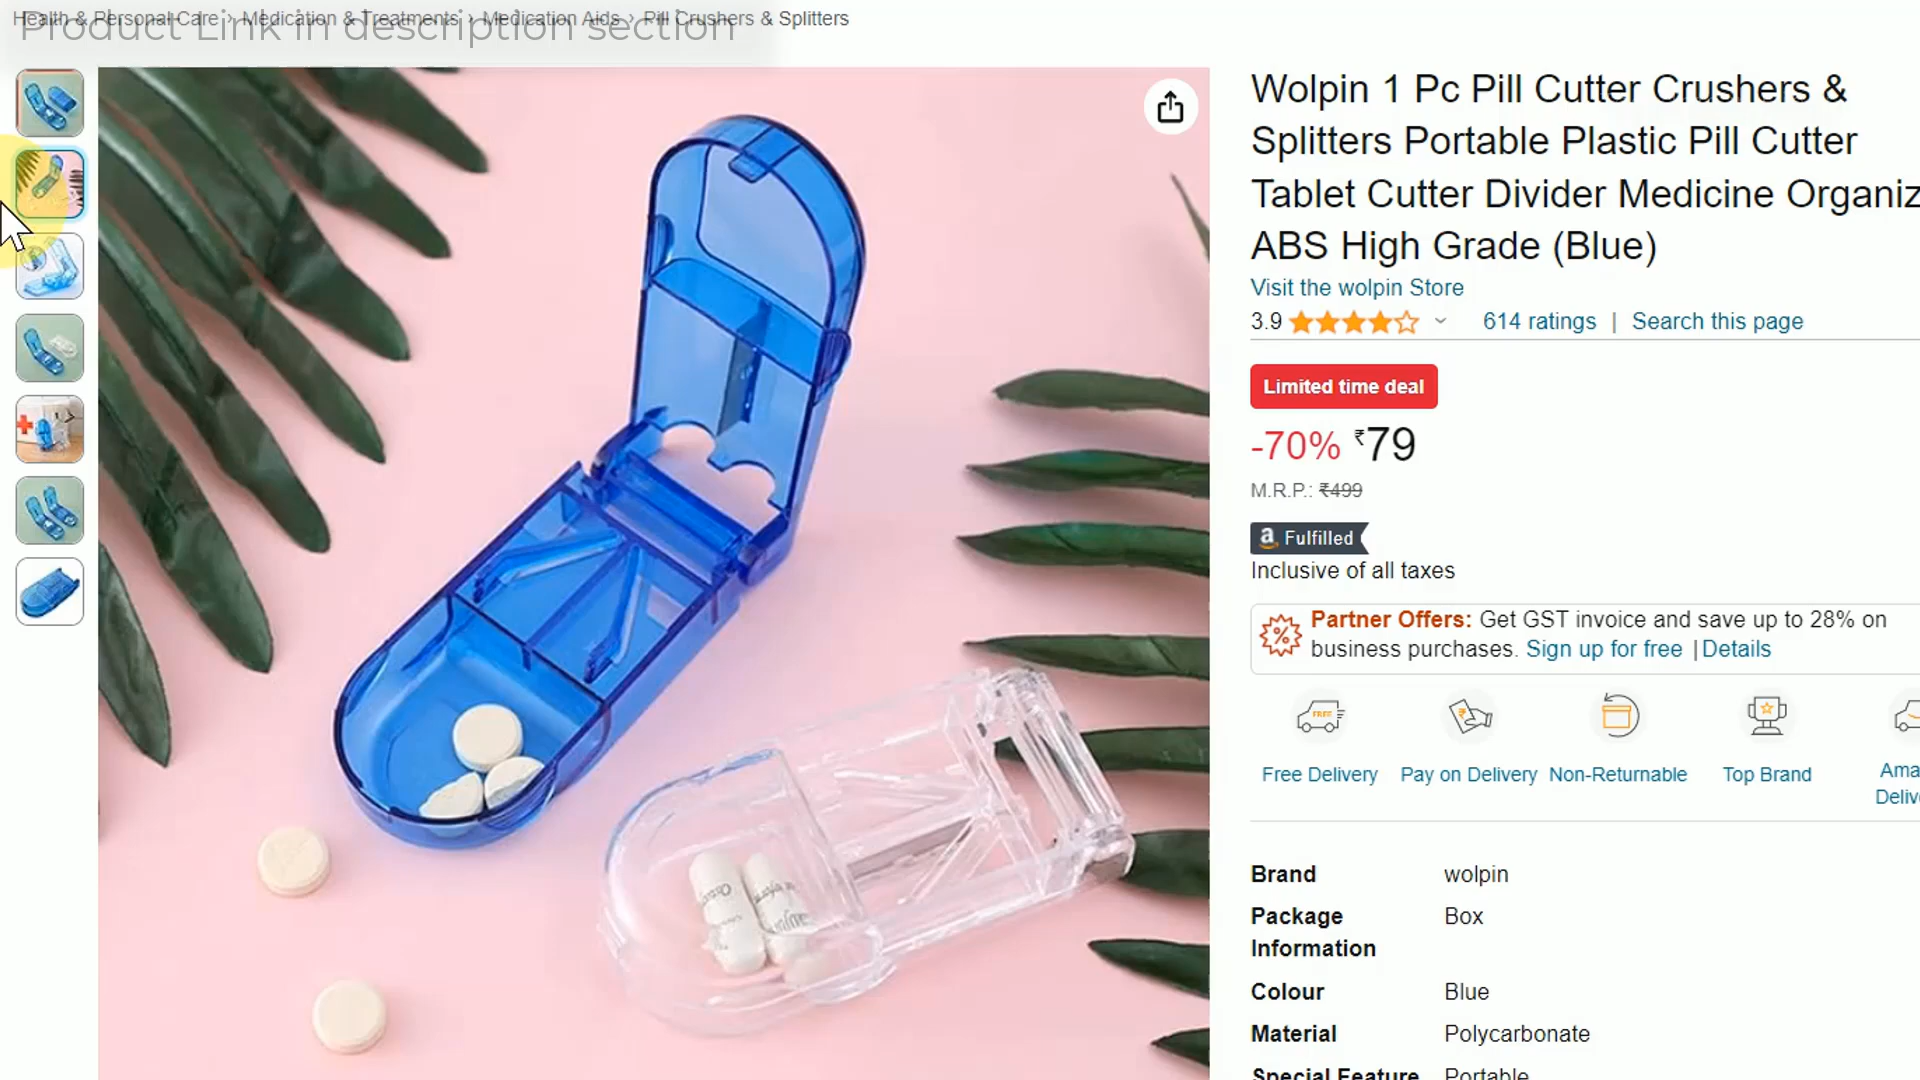 Health & Personal Care › Medication & Treatments › Medication Aids › Pill Crushers & Splitters
Product Link in description section
Wolpin 1 Pc Pill Cutter Crushers &
Splitters Portable Plastic Pill Cutter
Tablet Cutter Divider Medicine Organiz
ABS High Grade (Blue)
Visit the wolpin Store
3.9 614 ratings | Search this page
Limited time deal
-70% ₹79
M.R.P.: ₹499
a Fulfilled
Inclusive of all taxes
Partner Offers: Get GST invoice and save up to 28% on
business purchases. Sign up for free | Details
FREE
Free Delivery Pay on Delivery Non-Returnable Top Brand Ama
Deliv
Brand wolpin
Package Box
Information
Colour Blue
Material Polycarbonate
Special Feature Portable